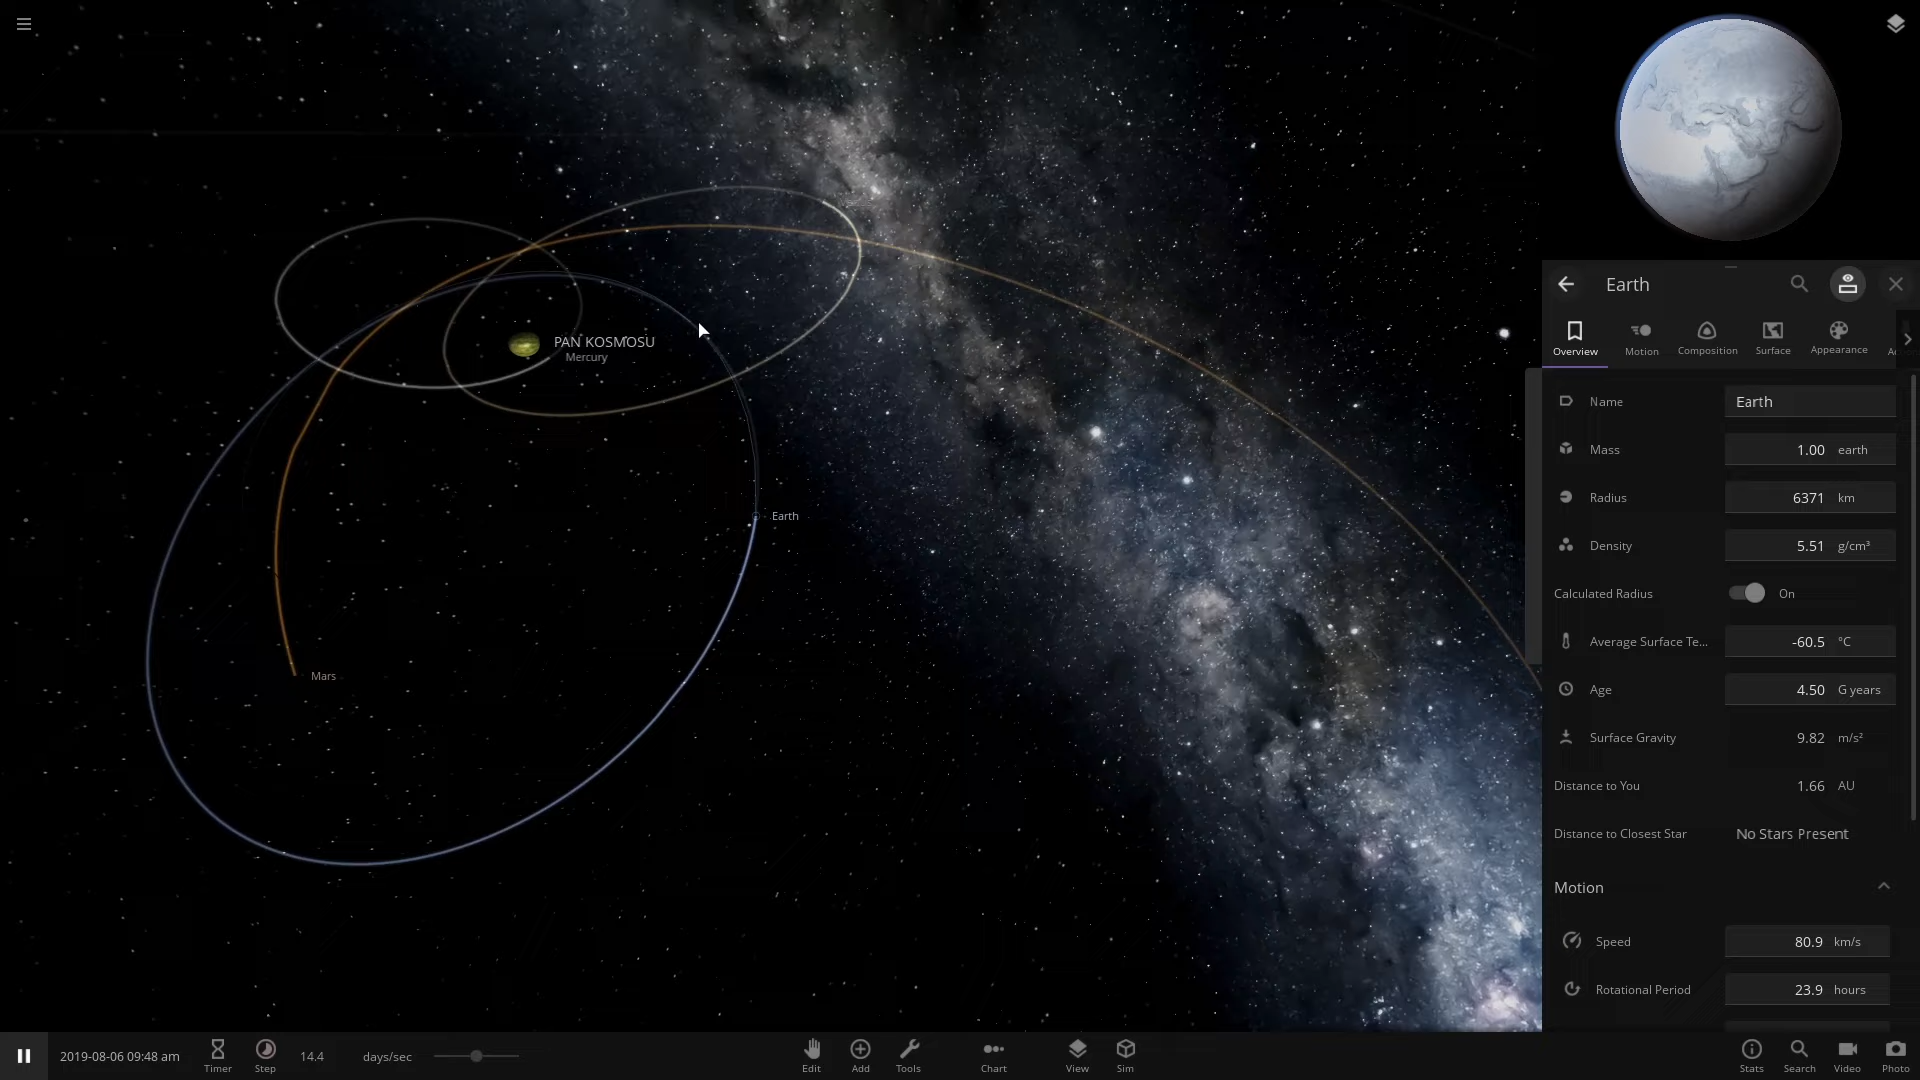 PAN KOSMOSU
Mercury
Earth
Mars
Earth
Overview
Motion
Composition
Surface
Appearance
Name Earth
Mass 1.00 earth
Radius 6371 km
Density 5.51 g/cm³
Calculated Radius On
Average Surface Te... -60.5 °C
Age 4.50 G years
Surface Gravity 9.82 m/s²
Distance to You 1.66 AU
Distance to Closest Star No Stars Present
Motion
Speed 80.9 km/s
Rotational Period 23.9 hours
2019-08-06 09:48 am
Timer
Step
14.4 days/sec
Edit
Add
Tools
Chart
View
Sim
Stats
Search
Video
Photo